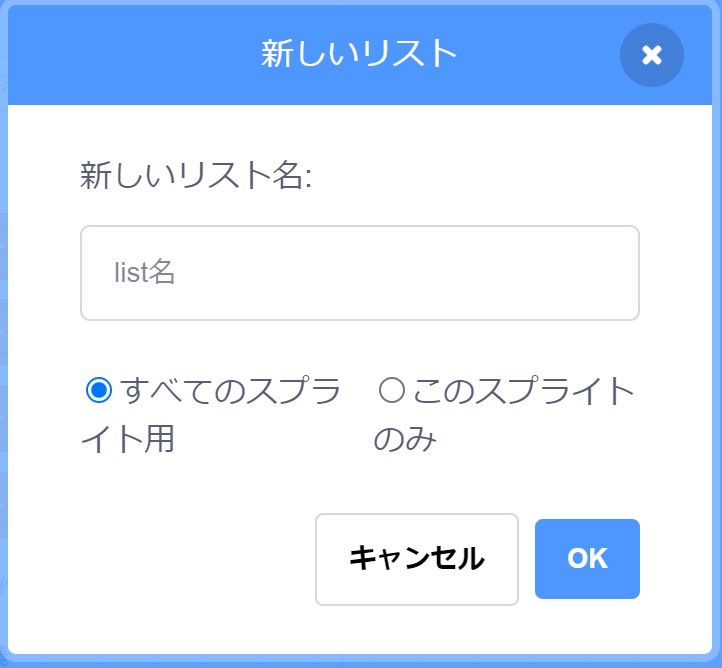 新しいリスト
新しいリスト名:
list名
すべてのスプラ
イト用
このスプライト
のみ
キャンセル
OK